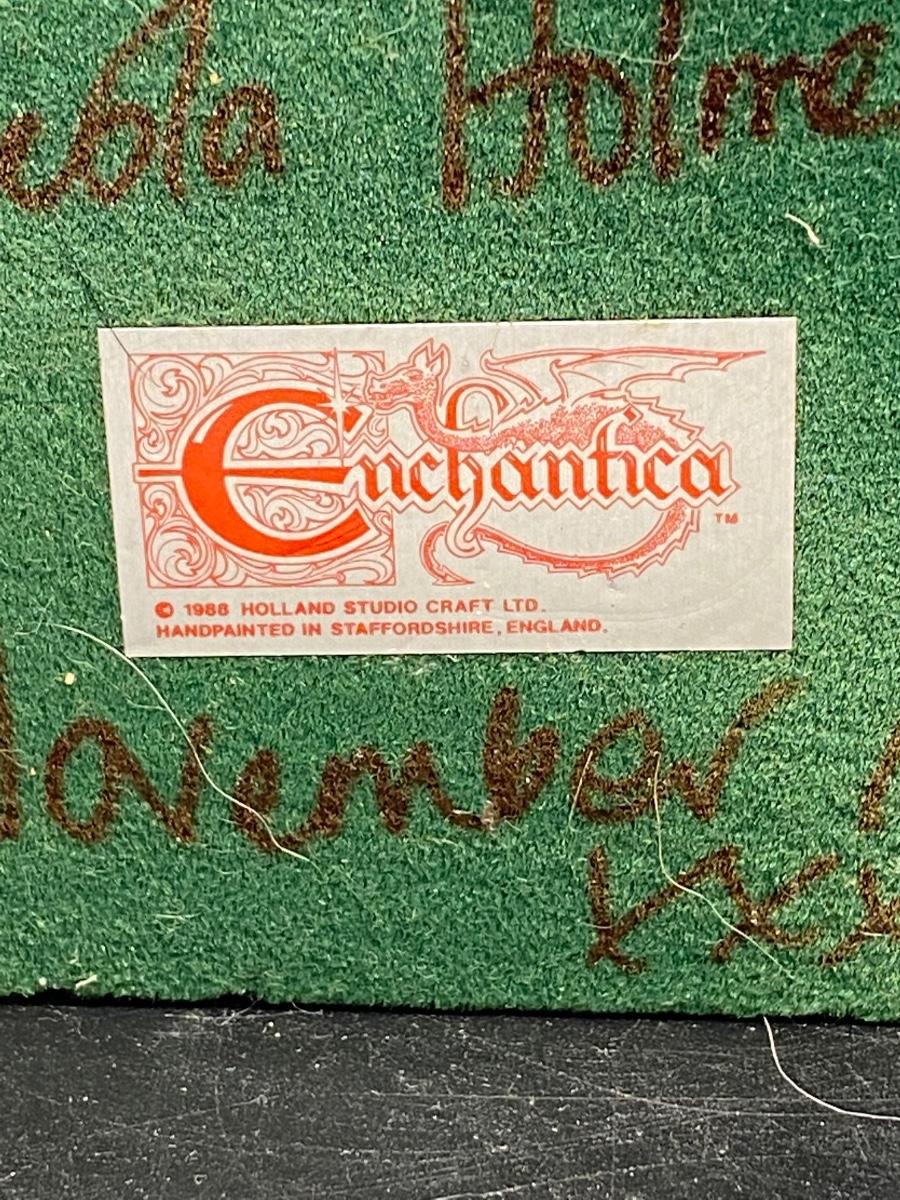 Holme
Enchantica
TM
© 1988 HOLLAND STUDIO CRAFT LTD.
HANDPAINTED IN STAFFORDSHIRE, ENGLAND.
November